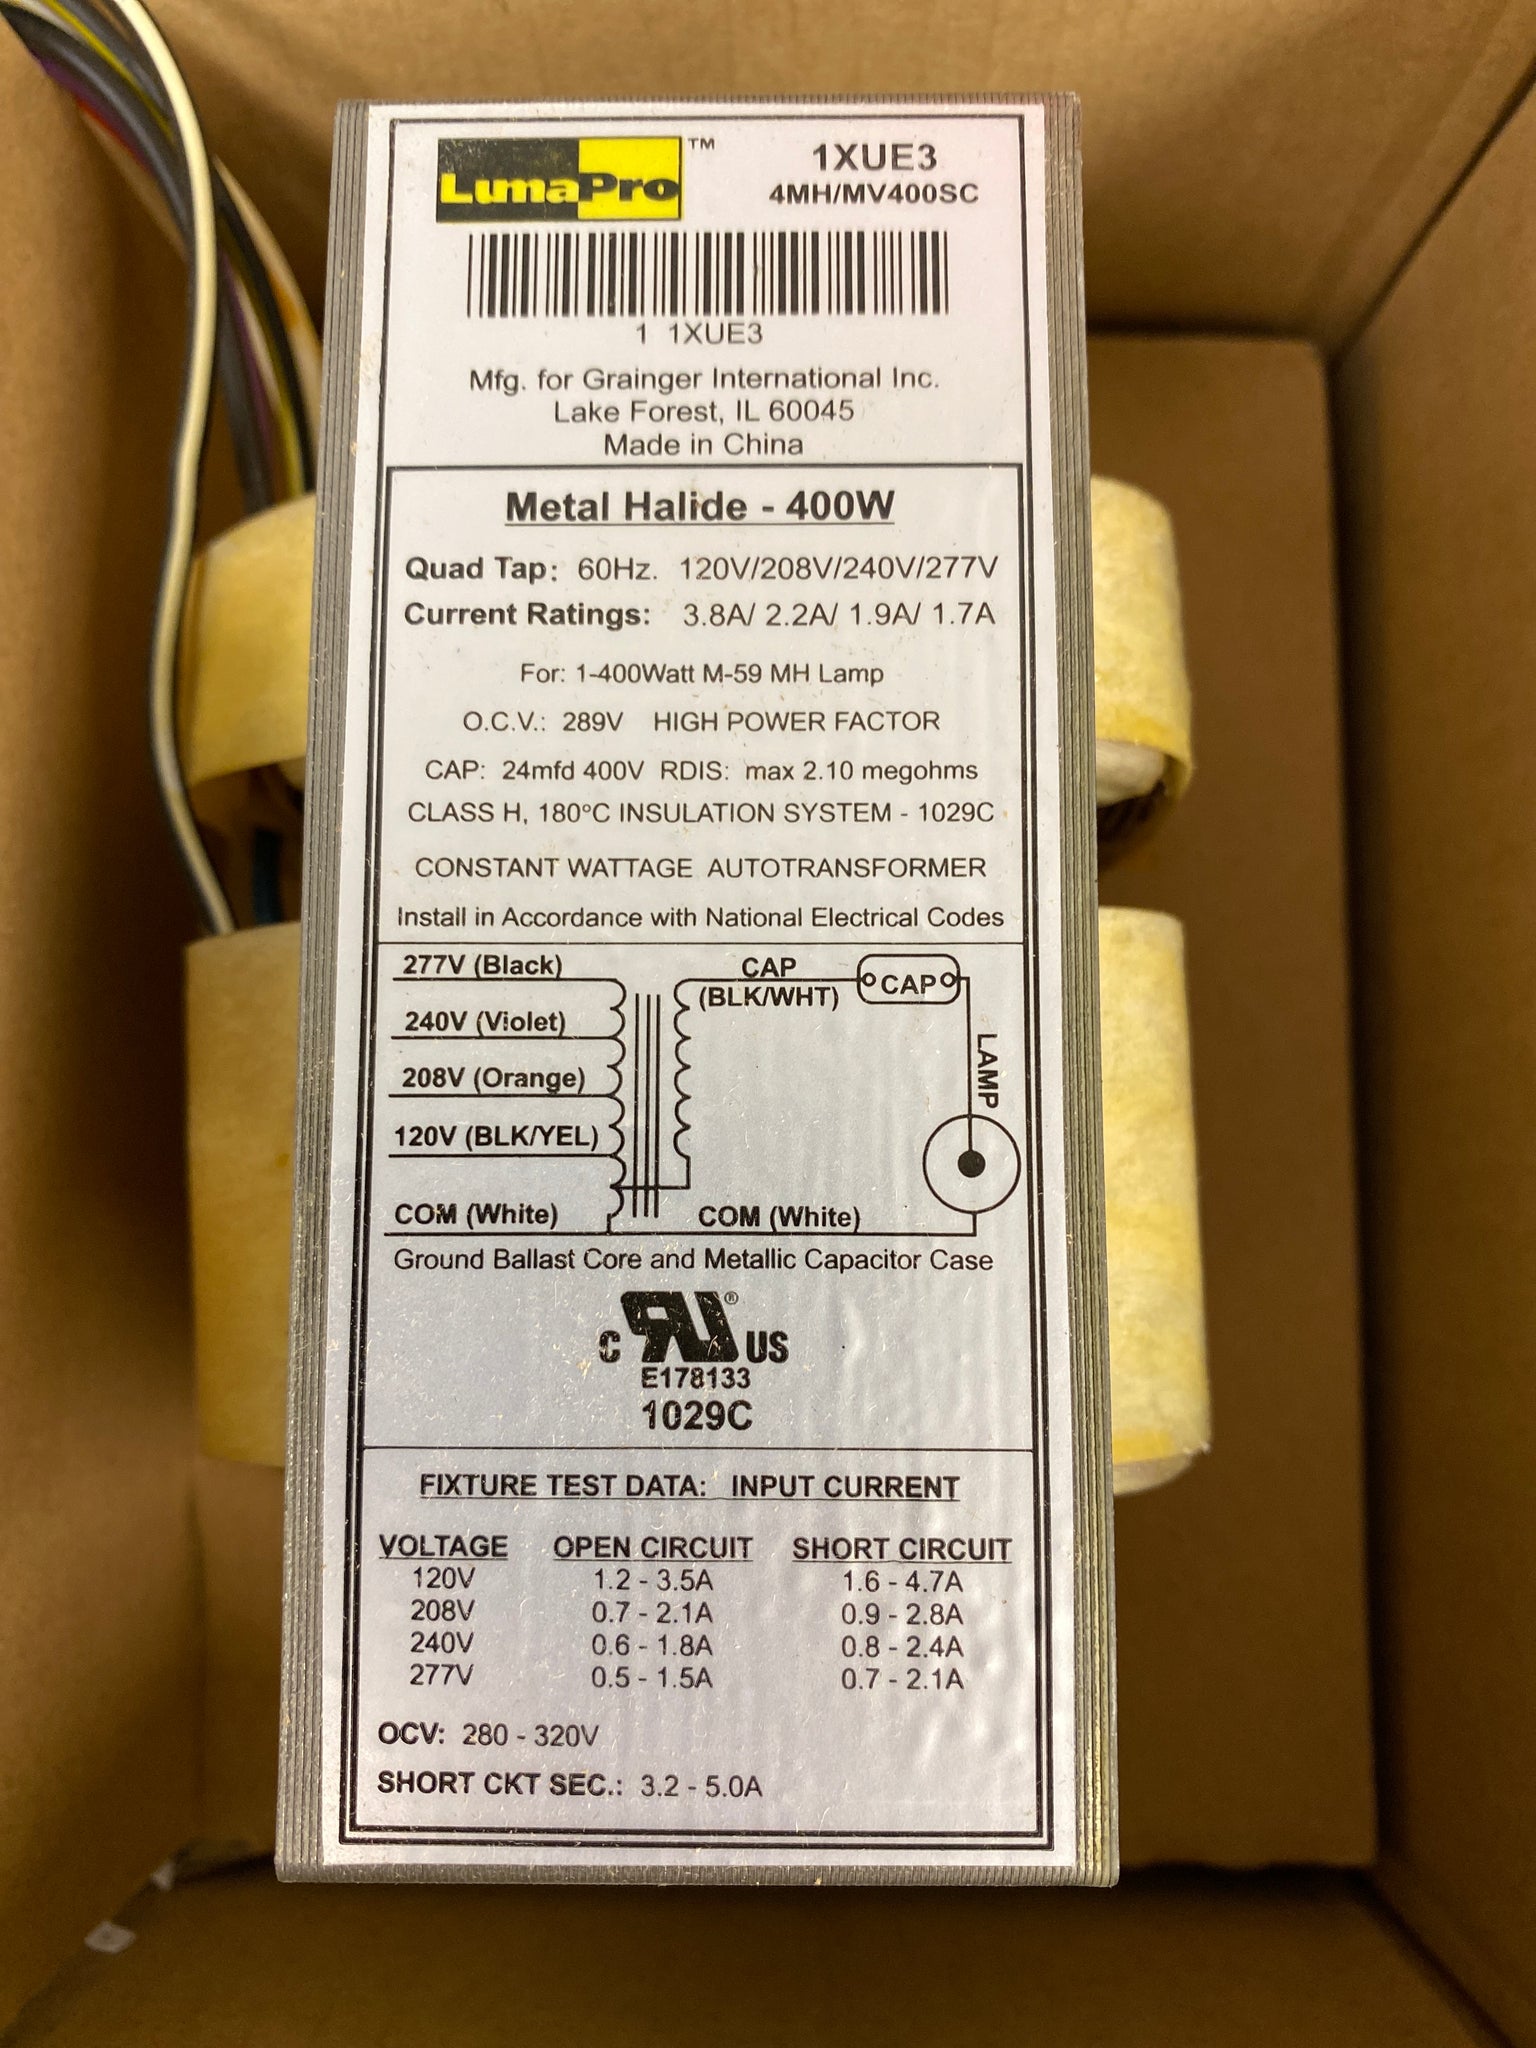 LumaPro™
1XUE3
4MH/MV400SC
1 1XUE3
Mfg. for Grainger International Inc.
Lake Forest, IL 60045
Made in China
Metal Halide - 400W
Quad Tap: 60Hz. 120V/208V/240V/277V
Current Ratings: 3.8A/ 2.2A/ 1.9A/ 1.7A
For: 1-400Watt M-59 MH Lamp
O.C.V.: 289V HIGH POWER FACTOR
CAP: 24mfd 400V RDIS: max 2.10 megohms
CLASS H, 180°C INSULATION SYSTEM - 1029C
CONSTANT WATTAGE AUTOTRANSFORMER
Install in Accordance with National Electrical Codes
277V (Black)
240V (Violet)
208V (Orange)
120V (BLK/YEL)
COM (White)
CAP
(BLK/WHT)
CAP
LAMP
COM (White)
Ground Ballast Core and Metallic Capacitor Case
c RU® US
E178133
1029C
FIXTURE TEST DATA: INPUT CURRENT
VOLTAGE OPEN CIRCUIT SHORT CIRCUIT
120V 1.2 - 3.5A 1.6 - 4.7A
208V 0.7 - 2.1A 0.9 - 2.8A
240V 0.6 - 1.8A 0.8 - 2.4A
277V 0.5 - 1.5A 0.7 - 2.1A
OCV: 280 - 320V
SHORT CKT SEC.: 3.2 - 5.0A